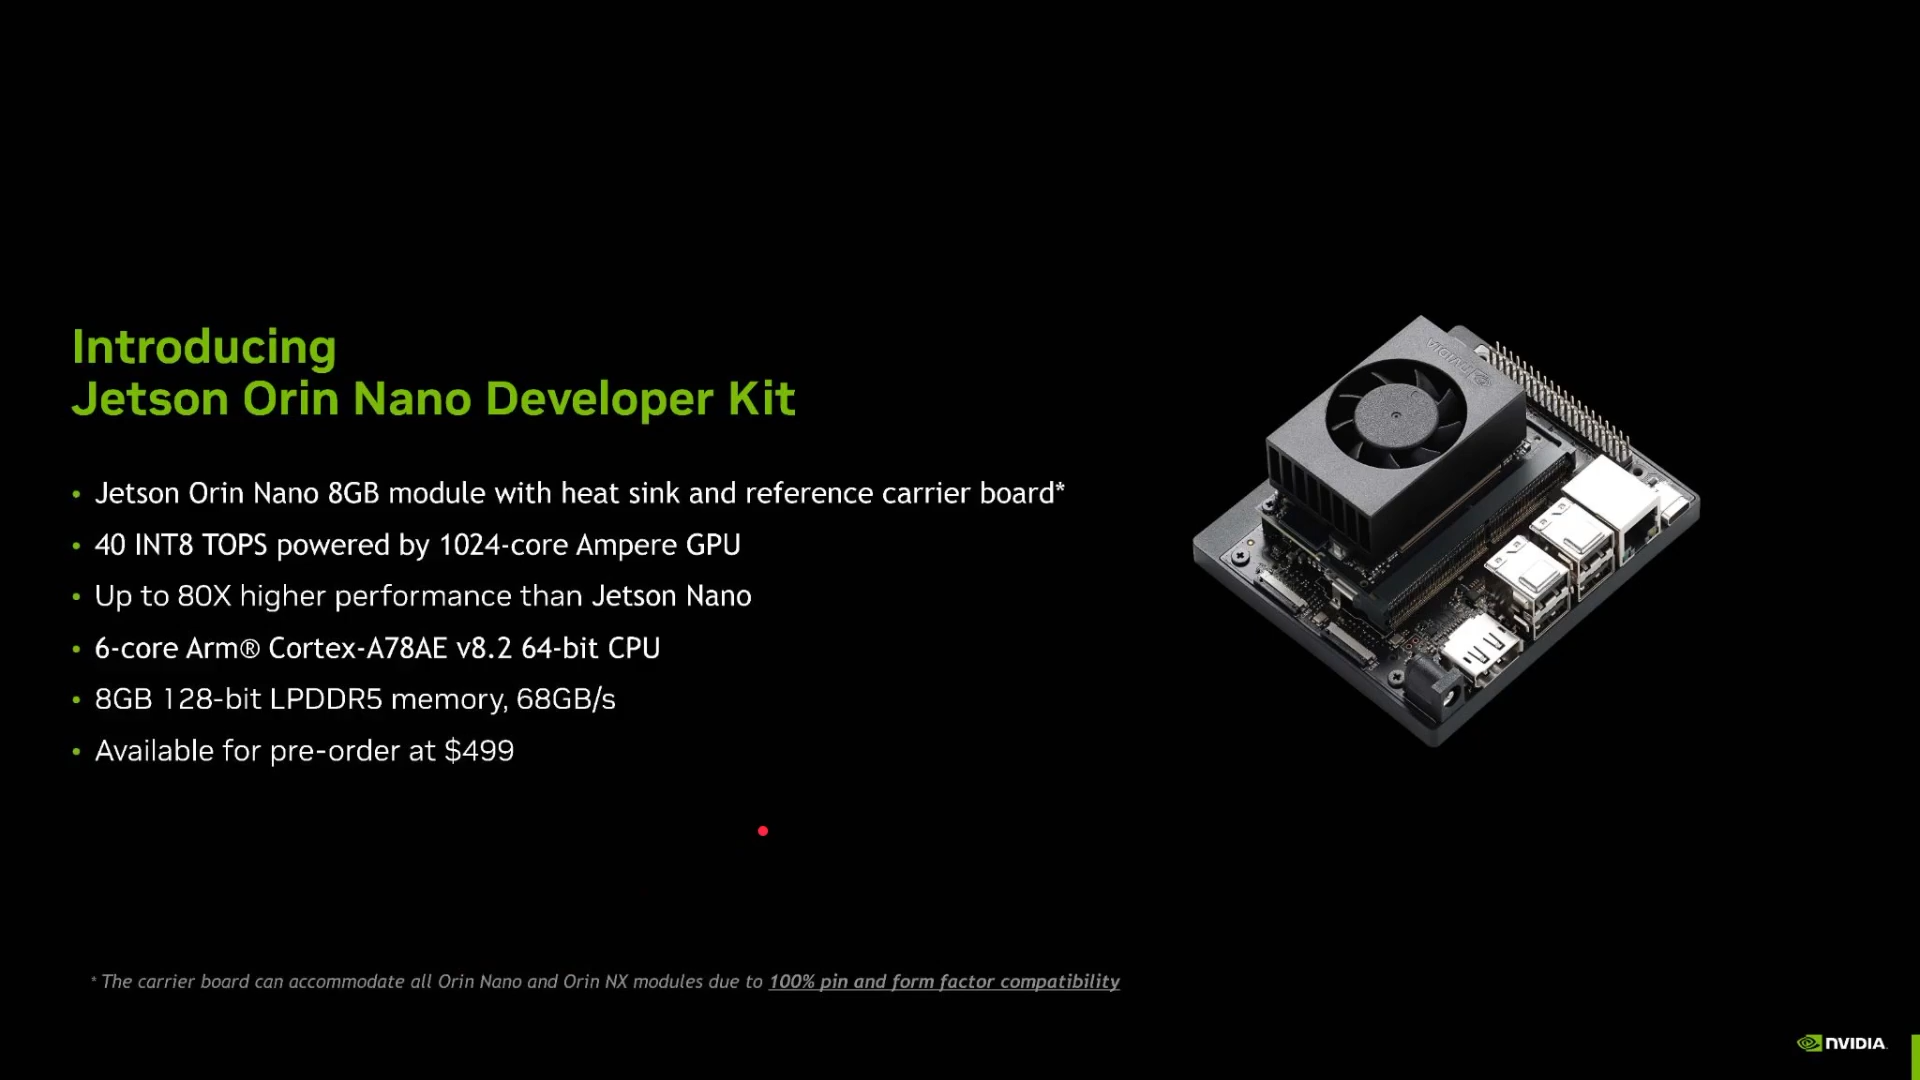 Introducing
Jetson Orin Nano Developer Kit
• Jetson Orin Nano 8GB module with heat sink and reference carrier board*
• 40 INT8 TOPS powered by 1024-core Ampere GPU
• Up to 80X higher performance than Jetson Nano
• 6-core Arm® Cortex-A78AE v8.2 64-bit CPU
• 8GB 128-bit LPDDR5 memory, 68GB/s
• Available for pre-order at $499
NVIDIA
* The carrier board can accommodate all Orin Nano and Orin NX modules due to 100% pin and form factor compatibility
NVIDIA